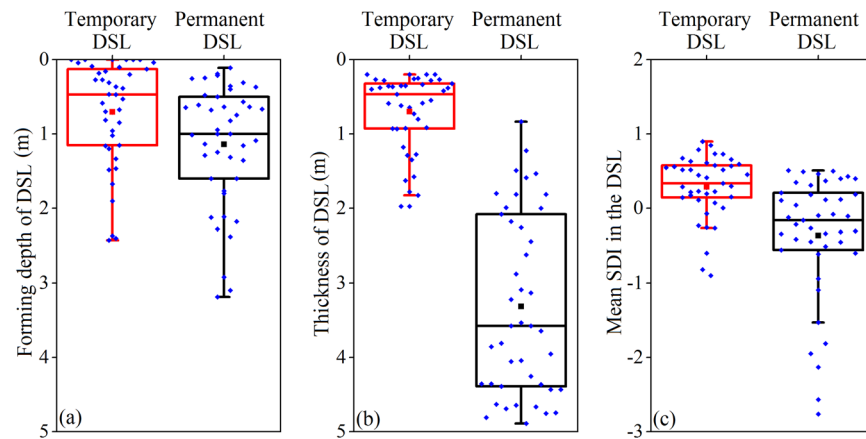 Temporary DSL
Permanent DSL
0
1
2
3
4
5
Forming depth of DSL (m)
(a)
Temporary DSL
Permanent DSL
0
1
2
3
4
5
Thickness of DSL (m)
(b)
Temporary DSL
Permanent DSL
2
1
0
-1
-2
-3
Mean SDI in the DSL
(c)